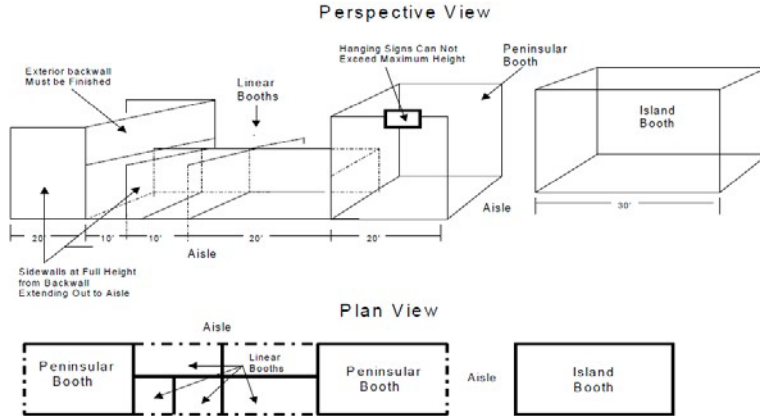 Perspective View
Hanging Signs Can Not
Exceed Maximum Height
Peninsular
Booth
Exterior backwall
Must be Finished
Linear
Booths
Island
Booth
Aisle
30'
20'
10'
10'
20'
20'
Aisle
Sidewalls at Full Height
from Backwall
Extending Out to Aisle
Plan View
Aisle
Peninsular
Booth
Linear
Booths
Peninsular
Booth
Aisle
Island
Booth